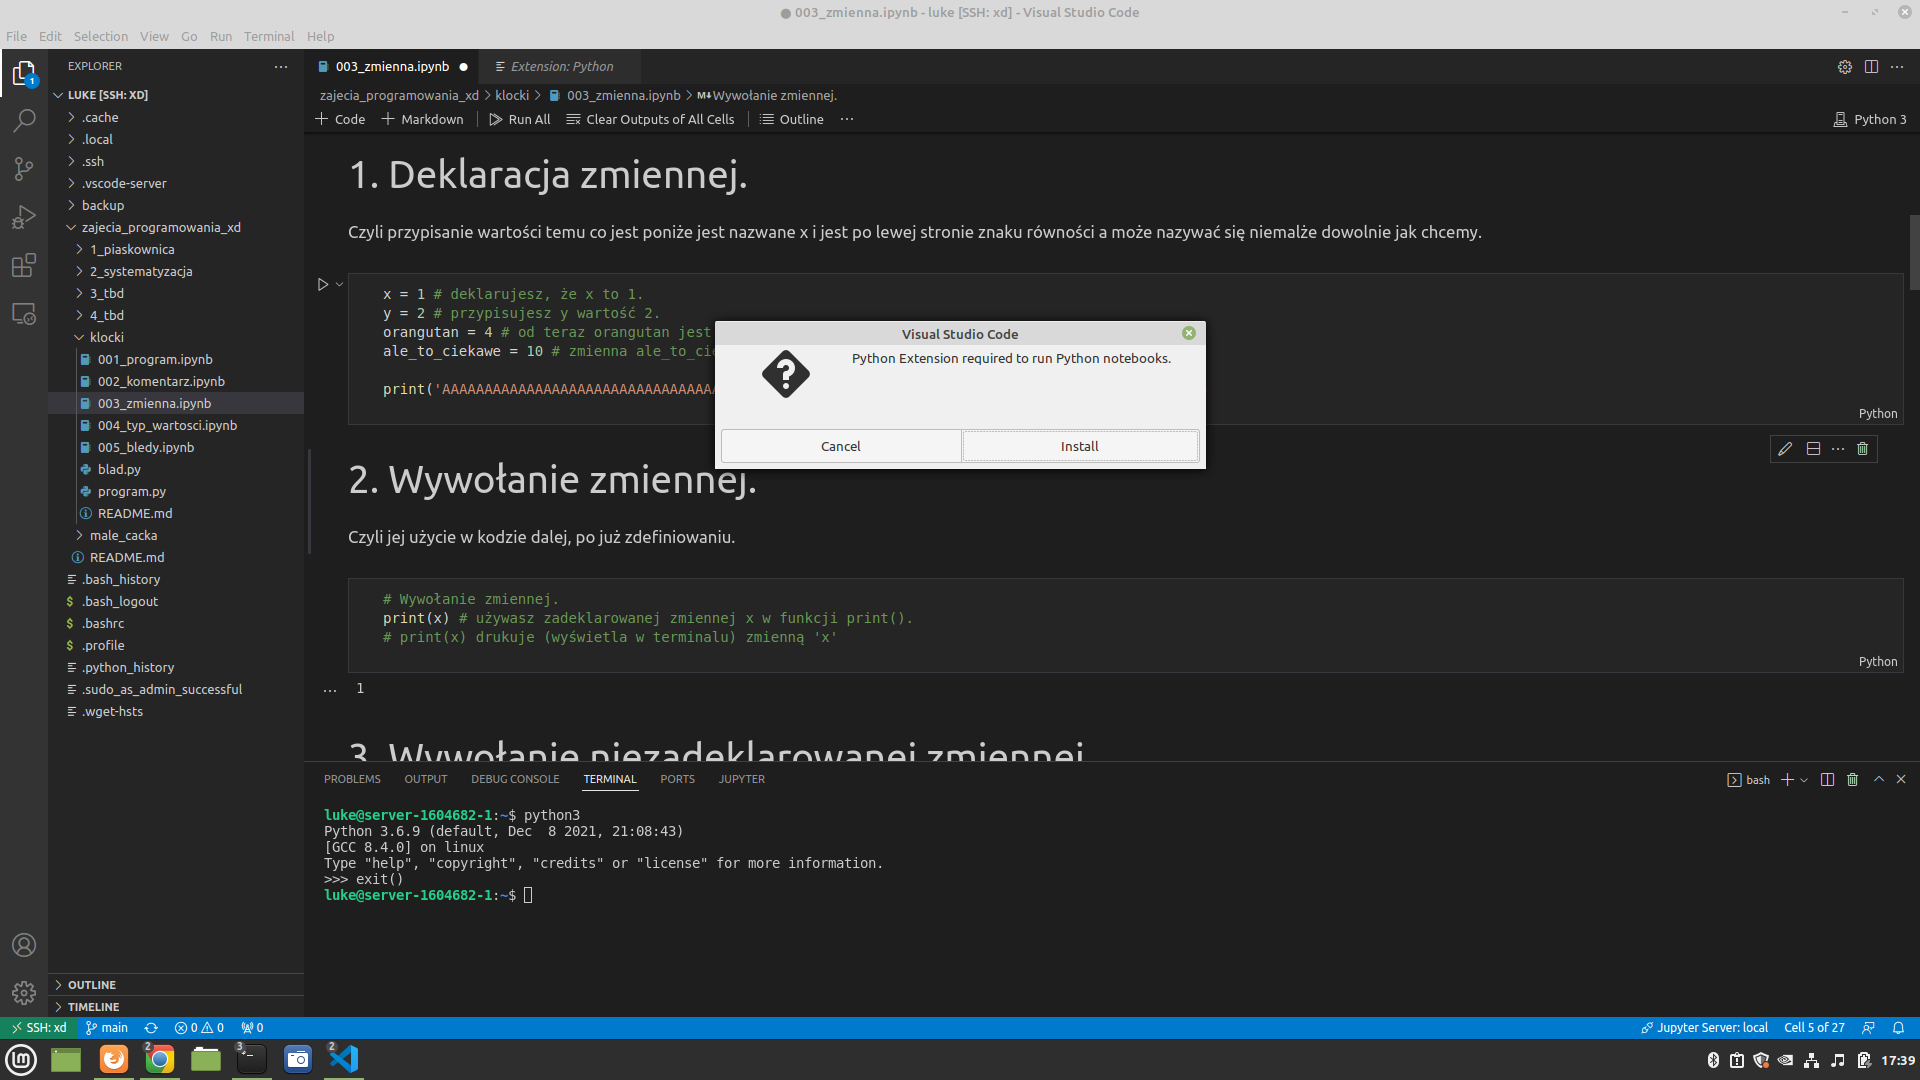 003_zmienna.ipynb - luke [SSH: xd] - Visual Studio Code
File Edit Selection View Go Run Terminal Help
EXPLORER
LUKE [SSH: XD]
.cache
.local
.ssh
.vscode-server
backup
zajecia_programowania_xd
1_piaskownica
2_systematyzacja
3_tbd
4_tbd
klocki
001_program.ipynb
002_komentarz.ipynb
003_zmienna.ipynb
004_typ_wartosci.ipynb
005_bledy.ipynb
blad.py
program.py
README.md
male_cacka
README.md
.bash_history
.bash_logout
.bashrc
.profile
.python_history
.sudo_as_admin_successful
.wget-hsts
OUTLINE
TIMELINE
003_zmienna.ipynb Extension: Python
zajecia_programowania_xd > klocki > 003_zmienna.ipynb > M↓Wywołanie zmiennej.
+ Code + Markdown Run All Clear Outputs of All Cells Outline ... Python 3
1. Deklaracja zmiennej.
Czyli przypisanie wartości temu co jest poniże jest nazwane x i jest po lewej stronie znaku równości a może nazywać się niemalże dowolnie jak chcemy.
x = 1 # deklarujesz, że x to 1.
y = 2 # przypisujesz y wartość 2.
orangutan = 4 # od teraz orangutan jest
ale_to_ciekawe = 10 # zmienna ale_to_cie
print('AAAAAAAAAAAAAAAAAAAAAAAAAAAAAAAAA
Python
Visual Studio Code
Python Extension required to run Python notebooks.
Cancel Install
2. Wywołanie zmiennej.
Czyli jej użycie w kodzie dalej, po już zdefiniowaniu.
# Wywołanie zmiennej.
print(x) # używasz zadeklarowanej zmiennej x w funkcji print().
# print(x) drukuje (wyświetla w terminalu) zmienną 'x'
Python
... 1
3. Wywołanie niezadeklarowanej zmiennej
PROBLEMS OUTPUT DEBUG CONSOLE TERMINAL PORTS JUPYTER bash
luke@server-1604682-1:~$ python3
Python 3.6.9 (default, Dec  8 2021, 21:08:43)
[GCC 8.4.0] on linux
Type "help", "copyright", "credits" or "license" for more information.
>>> exit()
luke@server-1604682-1:~$
SSH: xd main 0 0 0 Jupyter Server: local Cell 5 of 27
2 3 2 17:39